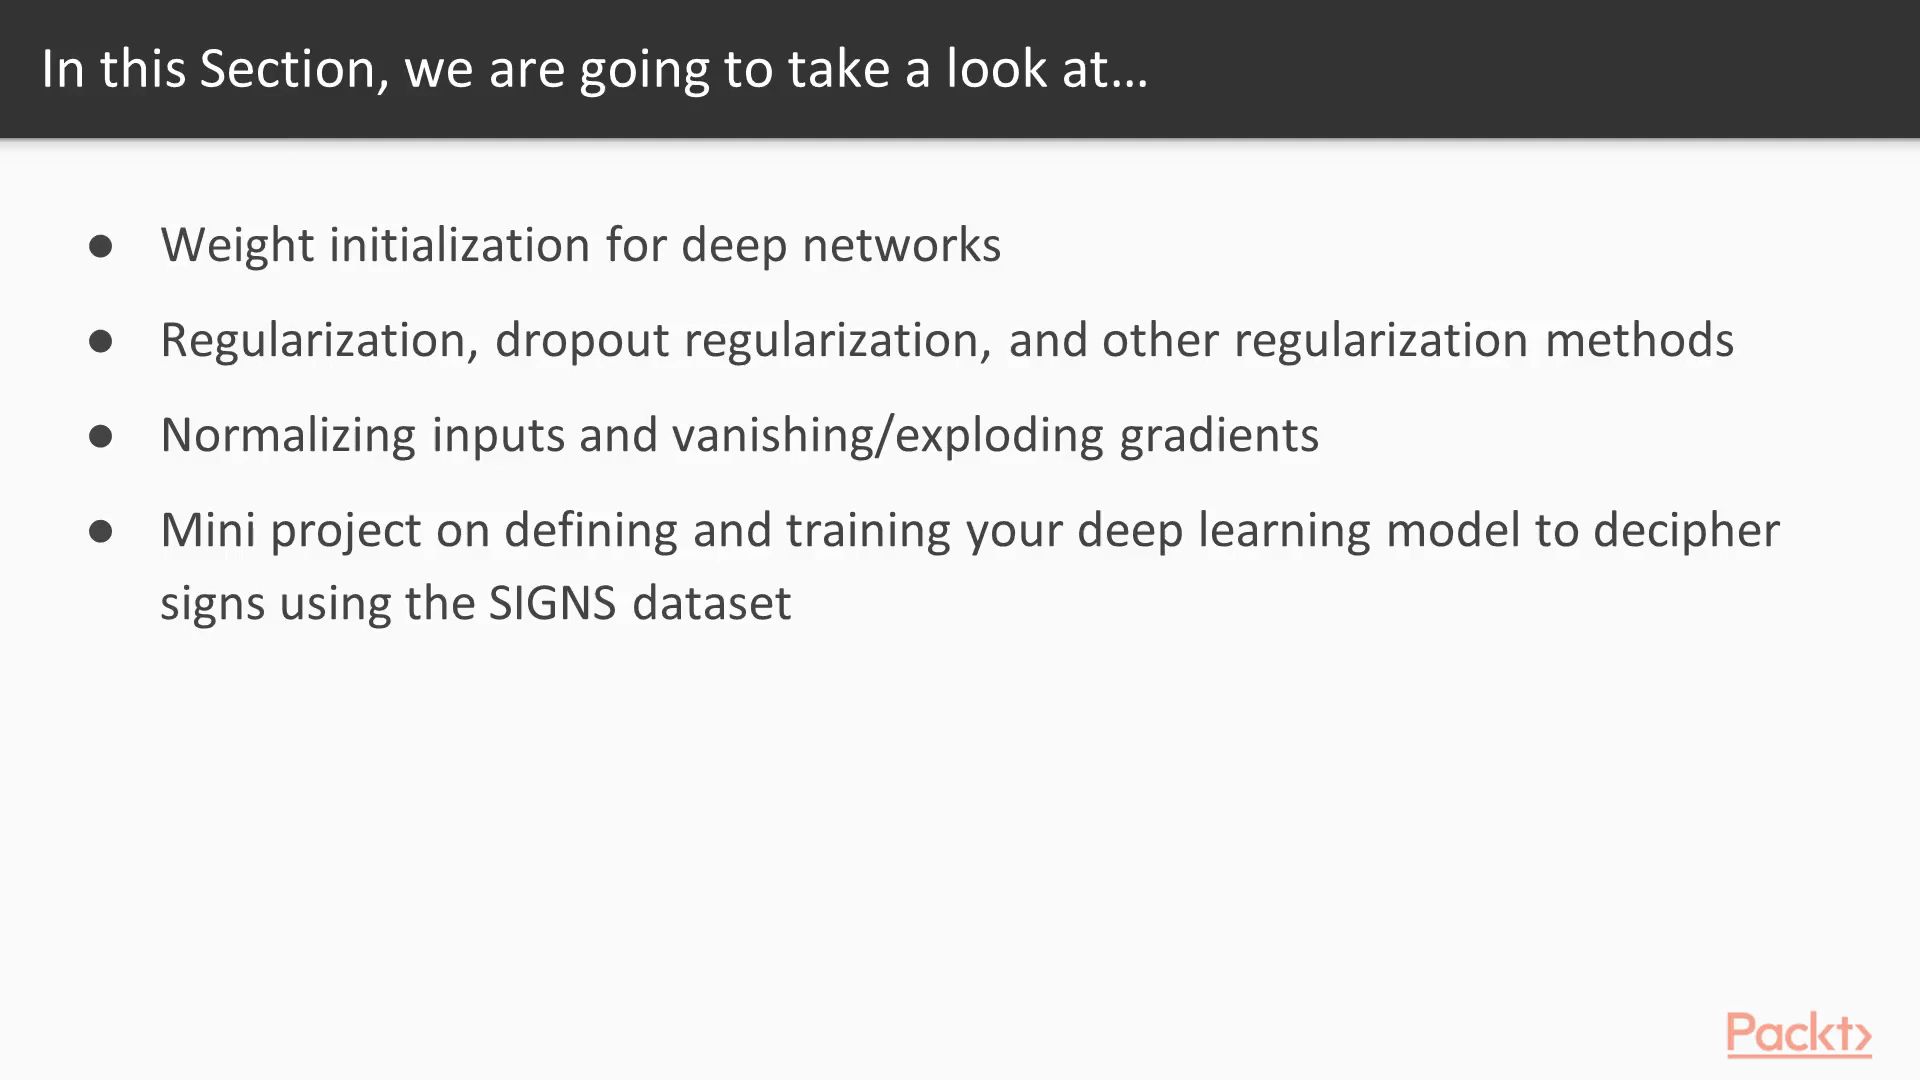 In this Section, we are going to take a look at...
● Weight initialization for deep networks
● Regularization, dropout regularization, and other regularization methods
● Normalizing inputs and vanishing/exploding gradients
● Mini project on defining and training your deep learning model to decipher
signs using the SIGNS dataset
Packt>